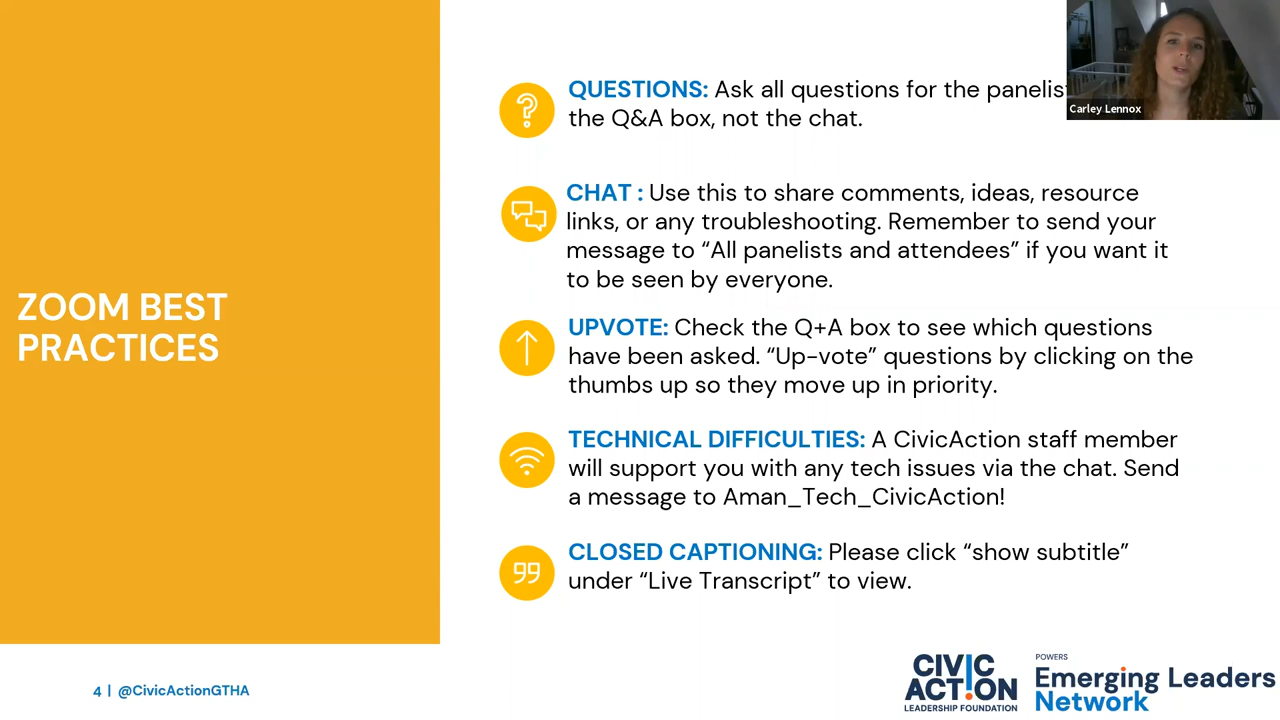 QUESTIONS: Ask all questions for the
the Q&A box, not the chat.
Carley Lennox
CHAT : Use this to share comments, ideas, resource
links, or any troubleshooting. Remember to send your
message to “All panelists and attendees” if you want it
to be seen by everyone.
ZOOM BEST
PRACTICES
UPVOTE: Check the Q+A box to see which questions
have been asked. “Up-vote” questions by clicking on the
thumbs up so they move up in priority.
TECHNICAL DIFFICULTIES: A CivicAction staff member
will support you with any tech issues via the chat. Send
a message to Aman_Tech_CivicAction!
CLOSED CAPTIONING: Please click “show subtitle”
under “Live Transcript” to view.
4 | @CivicActionGTHA
CIVIC
ACTION
LEADERSHIP FOUNDATION
POWERS
Emerging Leaders
Network